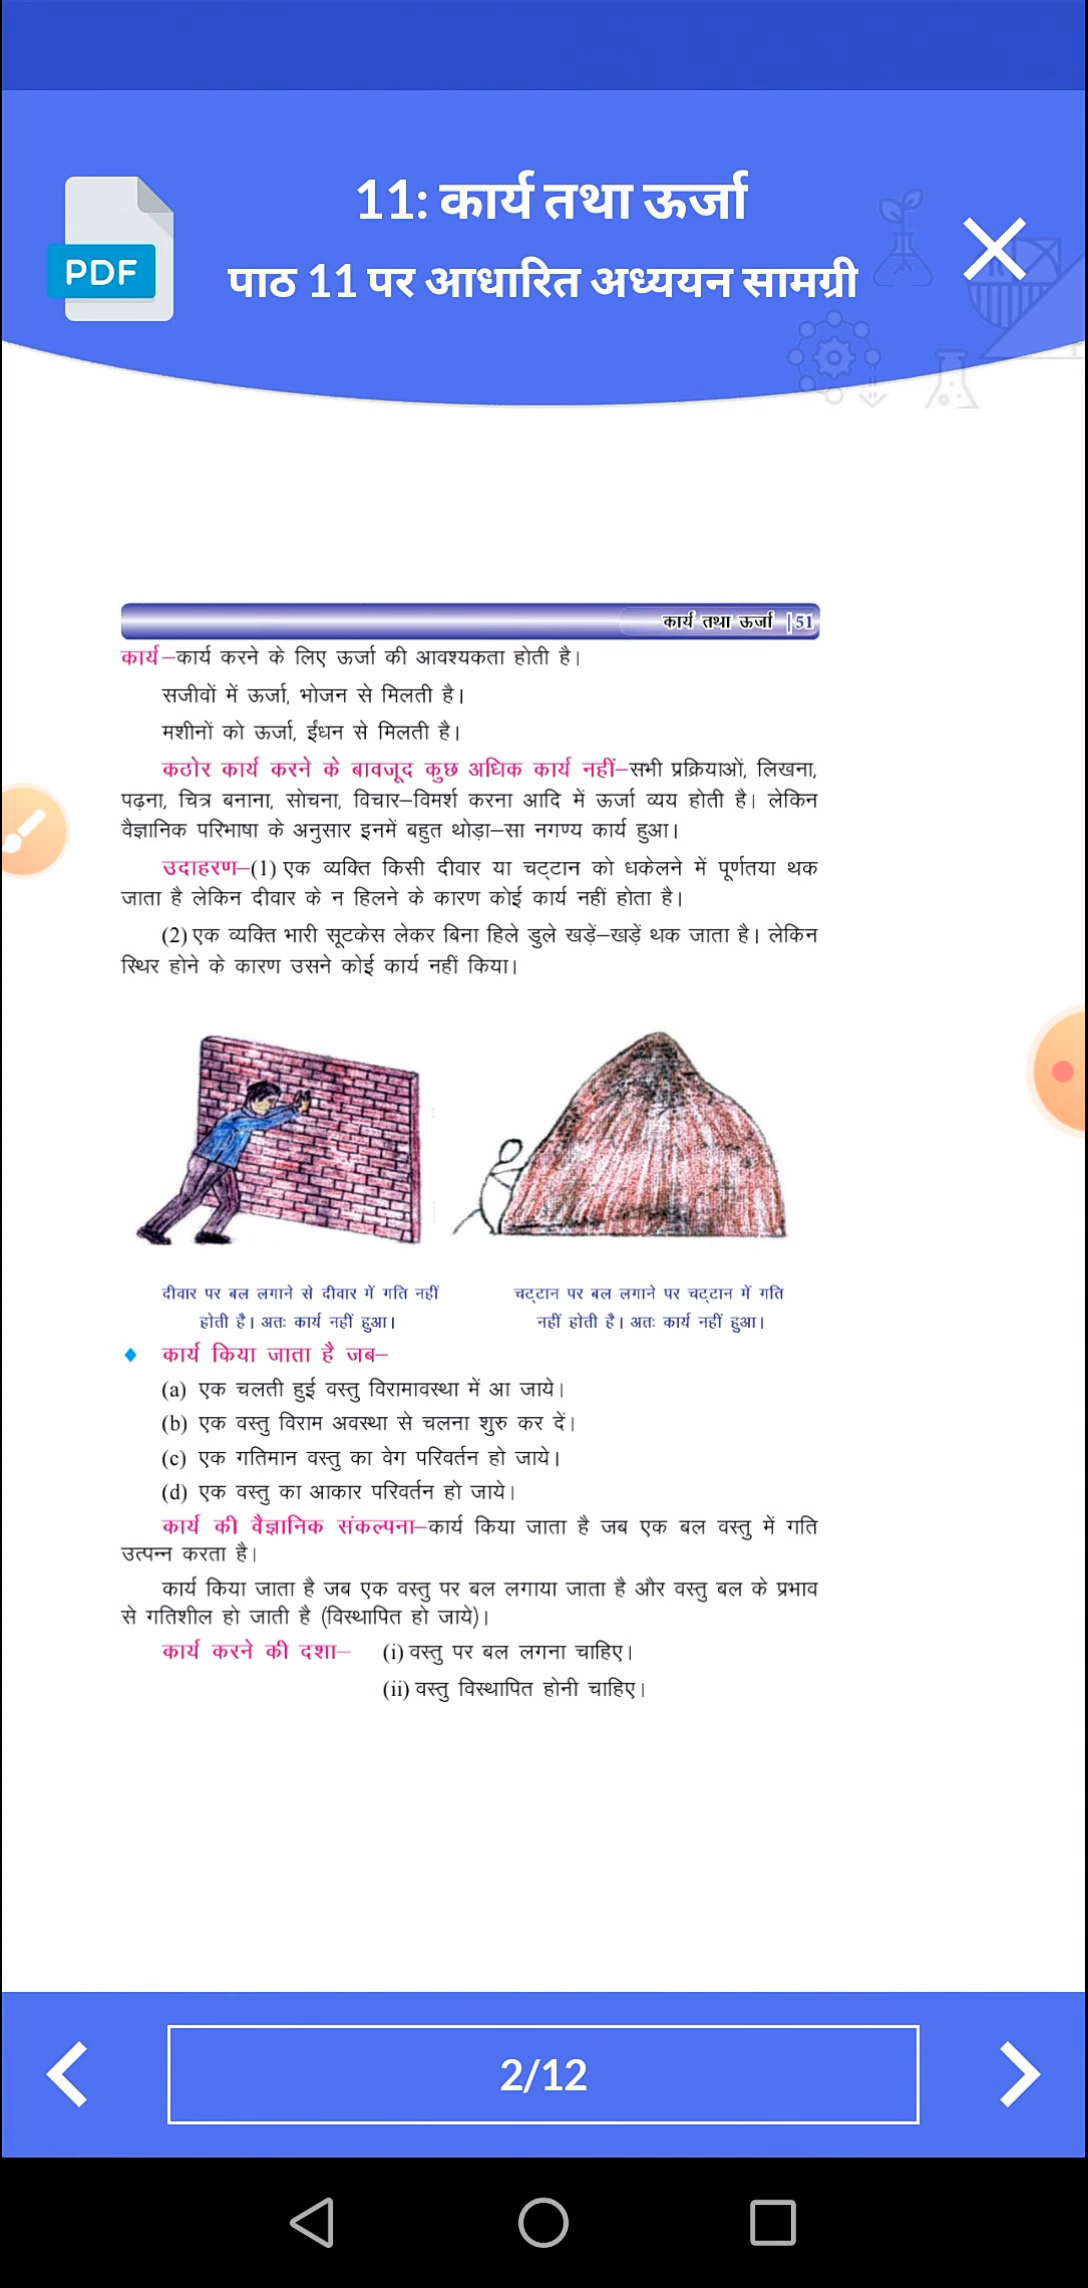 11: कार्य तथा ऊर्जा
PDF
पाठ 11 पर आधारित अध्ययन सामग्री
कार्य तथा ऊर्जा |51
कार्य–कार्य करने के लिए ऊर्जा की आवश्यकता होती है।
सजीवों में ऊर्जा, भोजन से मिलती है।
मशीनों को ऊर्जा, ईंधन से मिलती है।
कठोर कार्य करने के बावजूद कुछ अधिक कार्य नहीं–सभी प्रक्रियाओं, लिखना,
पढ़ना, चित्र बनाना, सोचना, विचार–विमर्श करना आदि में ऊर्जा व्यय होती है। लेकिन
वैज्ञानिक परिभाषा के अनुसार इनमें बहुत थोड़ा–सा नगण्य कार्य हुआ।
उदाहरण–(1) एक व्यक्ति किसी दीवार या चट्टान को धकेलने में पूर्णतया थक
जाता है लेकिन दीवार के न हिलने के कारण कोई कार्य नहीं होता है।
(2) एक व्यक्ति भारी सूटकेस लेकर बिना हिले डुले खड़ें–खड़ें थक जाता है। लेकिन
स्थिर होने के कारण उसने कोई कार्य नहीं किया।
दीवार पर बल लगाने से दीवार में गति नहीं
होती है। अतः कार्य नहीं हुआ।
चट्टान पर बल लगाने पर चट्टान में गति
नहीं होती है। अतः कार्य नहीं हुआ।
कार्य किया जाता है जब–
(a) एक चलती हुई वस्तु विरामावस्था में आ जाये।
(b) एक वस्तु विराम अवस्था से चलना शुरु कर दें।
(c) एक गतिमान वस्तु का वेग परिवर्तन हो जाये।
(d) एक वस्तु का आकार परिवर्तन हो जाये।
कार्य की वैज्ञानिक संकल्पना–कार्य किया जाता है जब एक बल वस्तु में गति
उत्पन्न करता है।
कार्य किया जाता है जब एक वस्तु पर बल लगाया जाता है और वस्तु बल के प्रभाव
से गतिशील हो जाती है (विस्थापित हो जाये)।
कार्य करने की दशा– (i) वस्तु पर बल लगना चाहिए।
(ii) वस्तु विस्थापित होनी चाहिए।
2/12